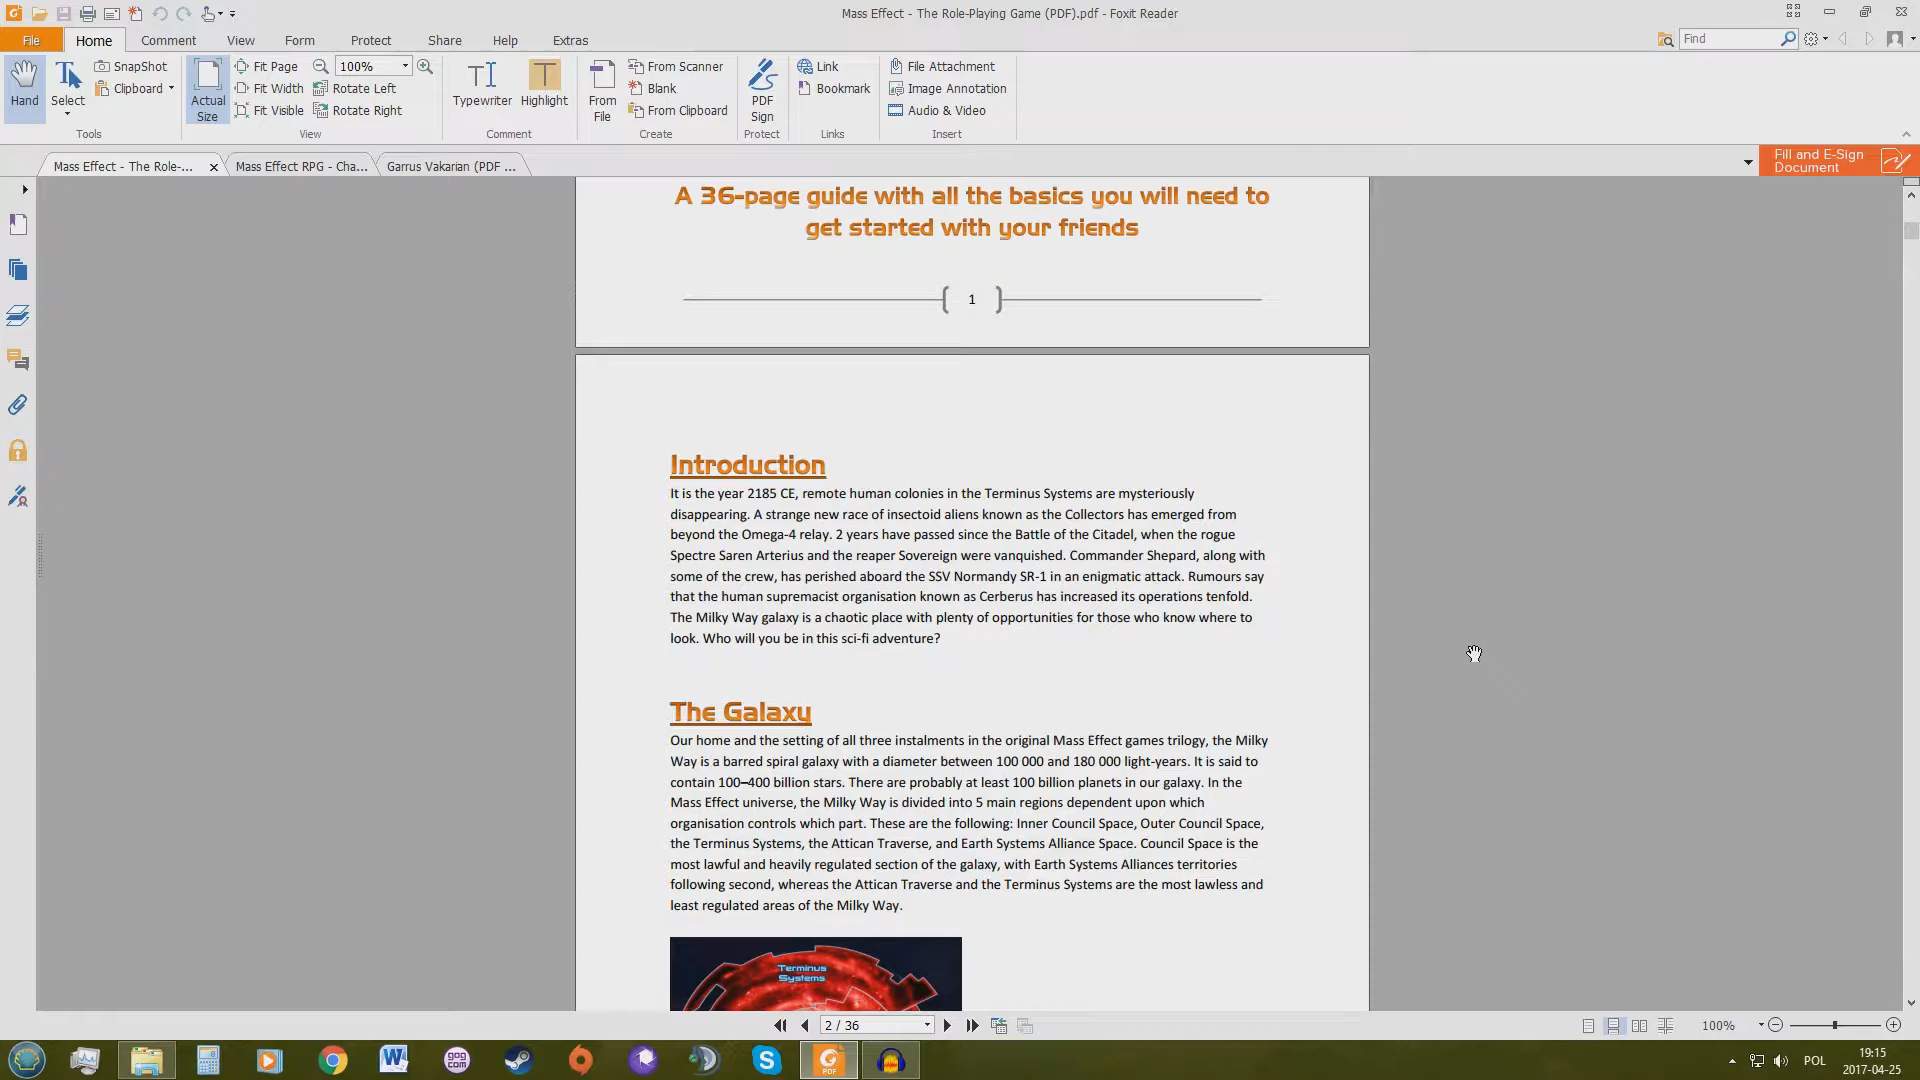 Mass Effect - The Role-Playing Game (PDF).pdf - Foxit Reader
File Home Comment View Form Protect Share Help Extras Find
Hand
Select
SnapShot
Clipboard
Tools
Actual
Size
Fit Page
Fit Width
Fit Visible
100%
Rotate Left
Rotate Right
View
Typewriter
Highlight
Comment
From
File
From Scanner
Blank
From Clipboard
Create
PDF
Sign
Protect
Link
Bookmark
Links
File Attachment
Image Annotation
Audio & Video
Insert
Mass Effect - The Role-... Mass Effect RPG - Cha... Garrus Vakarian (PDF ...
Fill and E-Sign
Document
A 36-page guide with all the basics you will need to
get started with your friends
1
Introduction
It is the year 2185 CE, remote human colonies in the Terminus Systems are mysteriously
disappearing. A strange new race of insectoid aliens known as the Collectors has emerged from
beyond the Omega-4 relay. 2 years have passed since the Battle of the Citadel, when the rogue
Spectre Saren Arterius and the reaper Sovereign were vanquished. Commander Shepard, along with
some of the crew, has perished aboard the SSV Normandy SR-1 in an enigmatic attack. Rumours say
that the human supremacist organisation known as Cerberus has increased its operations tenfold.
The Milky Way galaxy is a chaotic place with plenty of opportunities for those who know where to
look. Who will you be in this sci-fi adventure?
The Galaxy
Our home and the setting of all three instalments in the original Mass Effect games trilogy, the Milky
Way is a barred spiral galaxy with a diameter between 100 000 and 180 000 light-years. It is said to
contain 100–400 billion stars. There are probably at least 100 billion planets in our galaxy. In the
Mass Effect universe, the Milky Way is divided into 5 main regions dependent upon which
organisation controls which part. These are the following: Inner Council Space, Outer Council Space,
the Terminus Systems, the Attican Traverse, and Earth Systems Alliance Space. Council Space is the
most lawful and heavily regulated section of the galaxy, with Earth Systems Alliances territories
following second, whereas the Attican Traverse and the Terminus Systems are the most lawless and
least regulated areas of the Milky Way.
Terminus
Systems
2 / 36
100%
gog
com
PDF
POL
19:15
2017-04-25